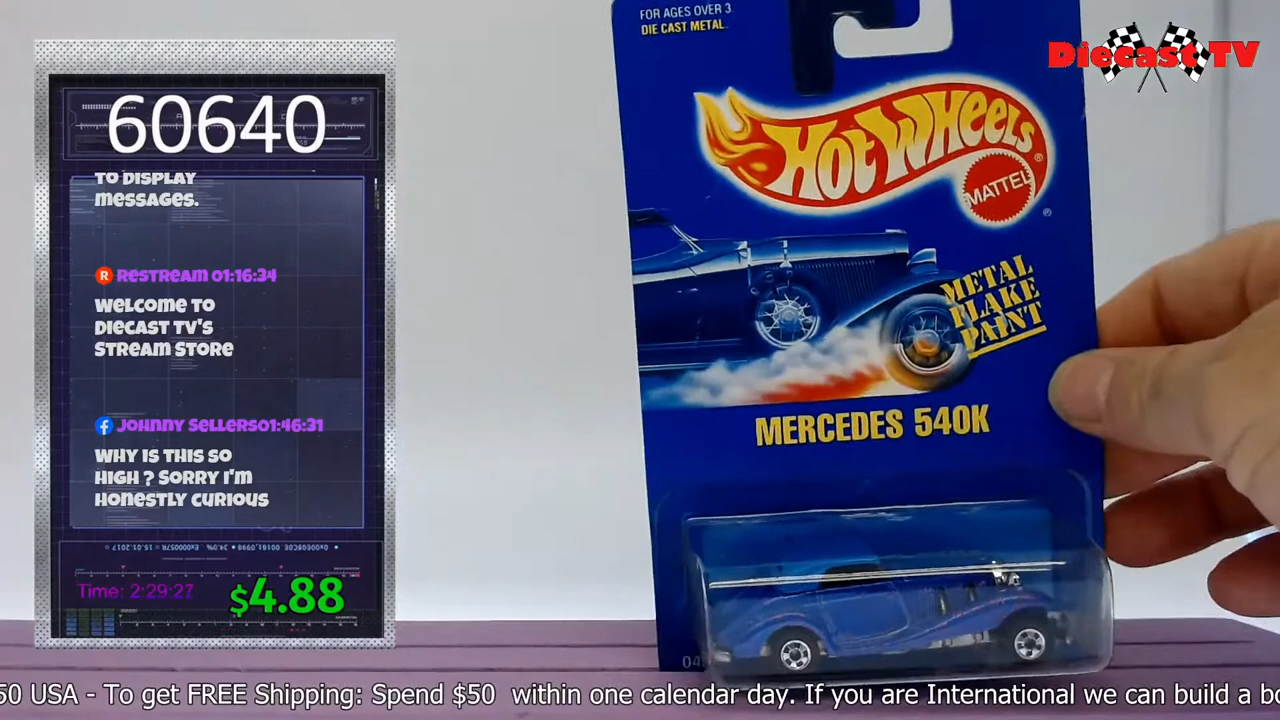 60640
TO DISPLAY
MESSAGES.
RESTREAM 01:16:34
WELCOME TO
DIECAST TV'S
STREAM STORE
JOHNNY SELLERS01:46:31
WHY IS THIS SO
HIGH ? SORRY I'M
HONESTLY CURIOUS
Time: 2:29:27
$4.88
FOR AGES OVER 3
DIE CAST METAL
Diecast TV
HOT WHEELS
MATTEL
METAL
FLAKE
PAINT
MERCEDES 540K
50 USA - To get FREE Shipping: Spend $50 within one calendar day. If you are International we can build a bo